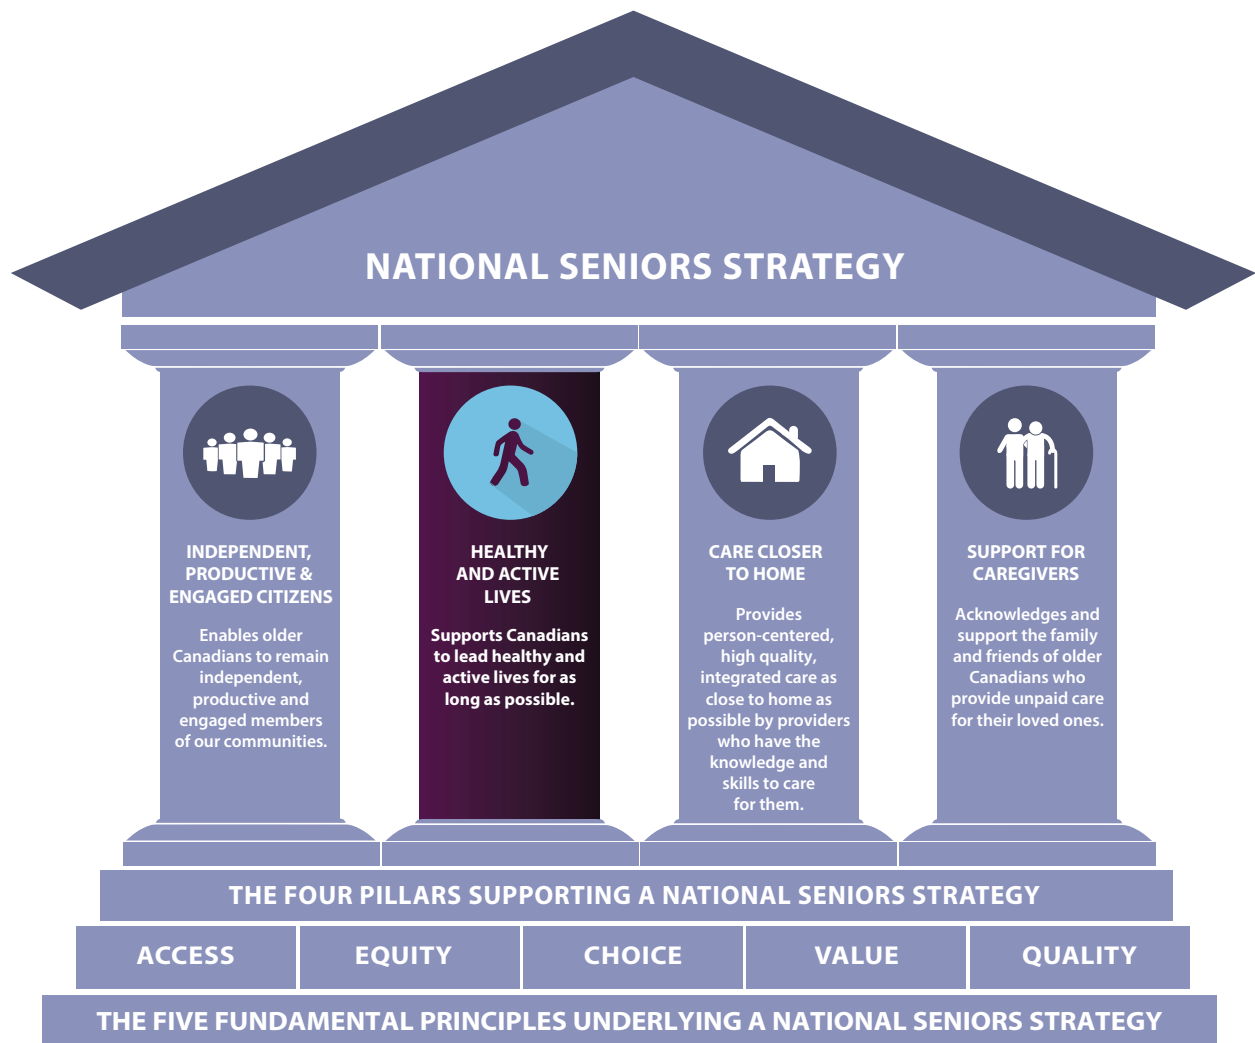 NATIONAL SENIORS STRATEGY
INDEPENDENT,
PRODUCTIVE &
ENGAGED CITIZENS
Enables older
Canadians to remain
independent,
productive and
engaged members
of our communities.
HEALTHY
AND ACTIVE
LIVES
Supports Canadians
to lead healthy and
active lives for as
long as possible.
CARE CLOSER
TO HOME
Provides
person-centered,
high quality,
integrated care as
close to home as
possible by providers
who have the
knowledge and
skills to care
for them.
SUPPORT FOR
CAREGIVERS
Acknowledges and
support the family
and friends of older
Canadians who
provide unpaid care
for their loved ones.
THE FOUR PILLARS SUPPORTING A NATIONAL SENIORS STRATEGY
ACCESS
EQUITY
CHOICE
VALUE
QUALITY
THE FIVE FUNDAMENTAL PRINCIPLES UNDERLYING A NATIONAL SENIORS STRATEGY